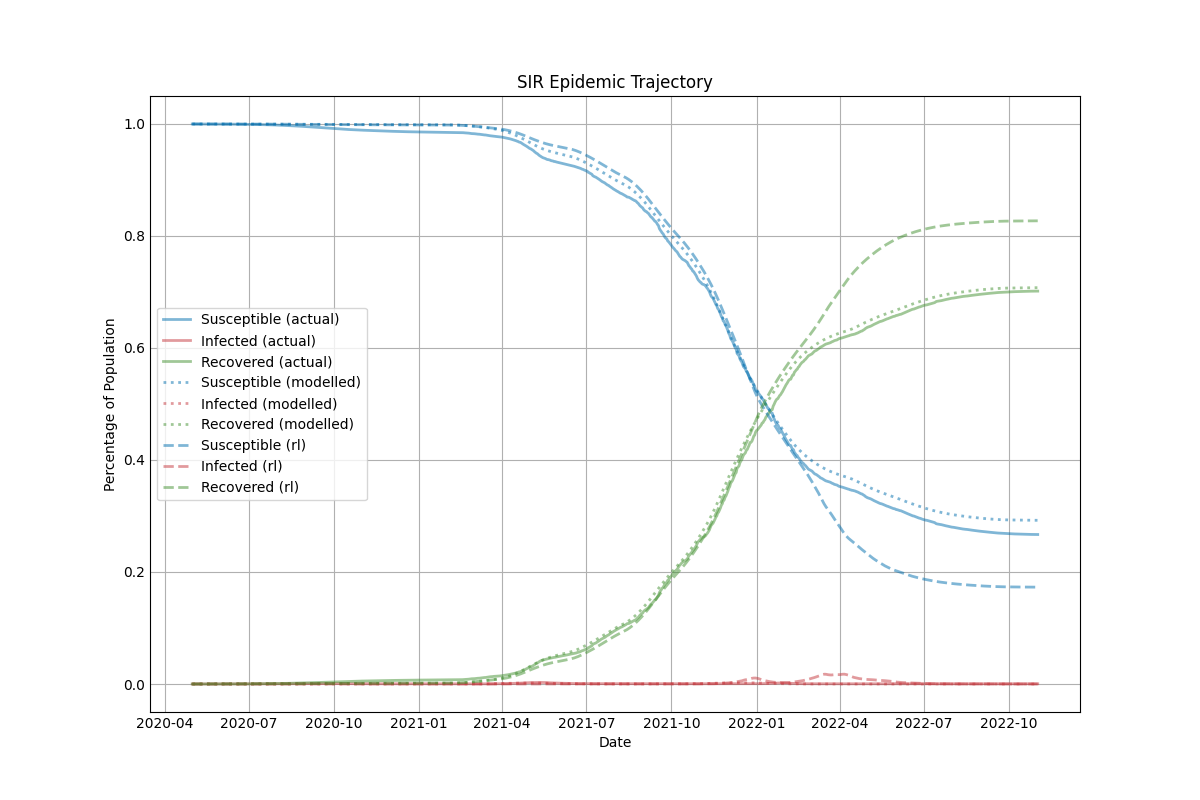 SIR Epidemic Trajectory
Percentage of Population
1.0
0.8
0.6
0.4
0.2
0.0
Susceptible (actual)
Infected (actual)
Recovered (actual)
Susceptible (modelled)
Infected (modelled)
Recovered (modelled)
Susceptible (rl)
Infected (rl)
Recovered (rl)
2020-04 2020-07 2020-10 2021-01 2021-04 2021-07 2021-10 2022-01 2022-04 2022-07 2022-10
Date